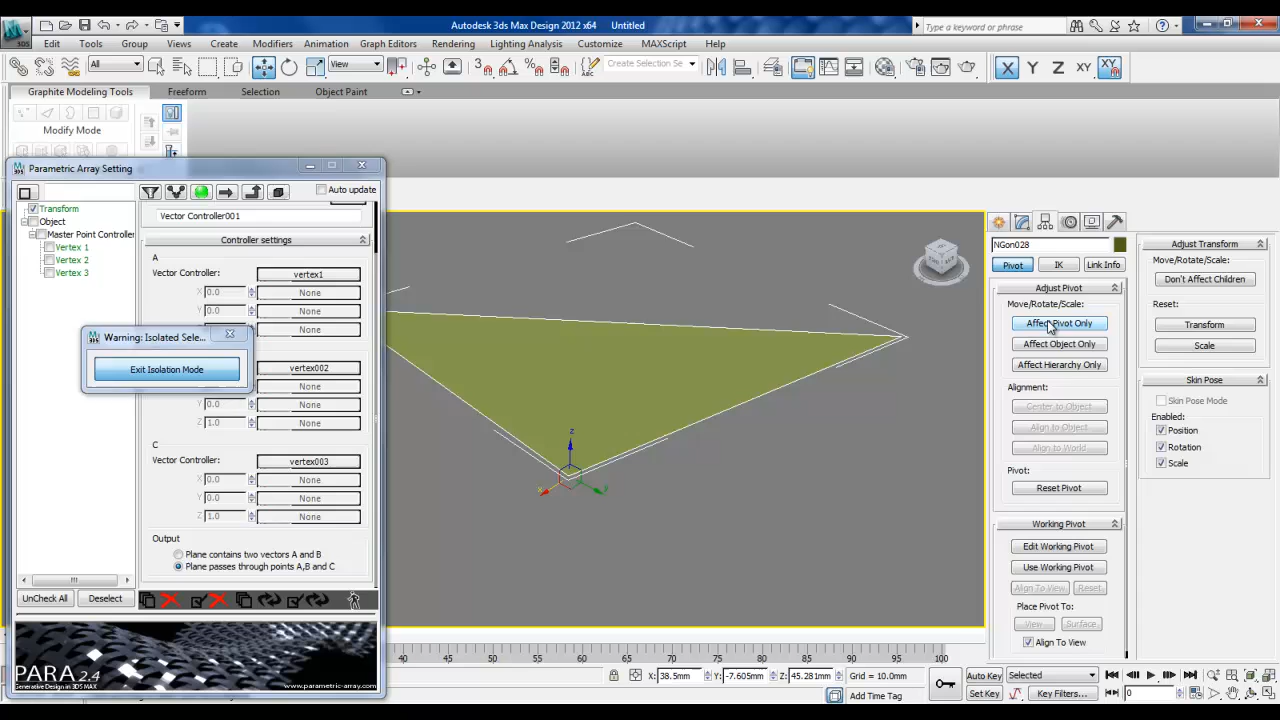 Autodesk 3ds Max Design 2012 x64 Untitled
Type a keyword or phrase
3DS
Edit Tools Group Views Create Modifiers Animation Graph Editors Rendering Lighting Analysis Customize MAXScript Help
All View Create Selection Se X Y Z XY XY
Graphite Modeling Tools Freeform Selection Object Paint
Modify Mode
Parametric Array Setting
Auto update
Transform
Object
Master Point Controller
Vertex 1
Vertex 2
Vertex 3
Vector Controller001
Controller settings
A
Vector Controller: vertex1
X 0.0 None
Y 0.0 None
vertex002
None
Y 0.0 None
Z 1.0 None
C
Vector Controller: vertex003
X 0.0 None
Y 0.0 None
Z 1.0 None
Output
Plane contains two vectors A and B
Plane passes through points A,B and C
UnCheck All Deselect
PARA 2.4
Generative Design in 3DS MAX
www.parametric-array.com
Warning: Isolated Sele...
Exit Isolation Mode
z
x
y
NGon028
Pivot IK Link Info
Adjust Pivot
Move/Rotate/Scale:
Affect Pivot Only
Affect Object Only
Affect Hierarchy Only
Alignment:
Center to Object
Align to Object
Align to World
Pivot:
Reset Pivot
Working Pivot
Edit Working Pivot
Use Working Pivot
Align To View Reset
Place Pivot To:
View Surface
Align To View
Adjust Transform
Move/Rotate/Scale:
Don't Affect Children
Reset:
Transform
Scale
Skin Pose
Skin Pose Mode
Enabled:
Position
Rotation
Scale
40 45 50 55 60 65 70 75 80 85 90 95 100
X: 38.5mm Y: -7.605mm Z: 45.281mm Grid = 10.0mm
Add Time Tag
Auto Key Selected
Set Key Key Filters... 0